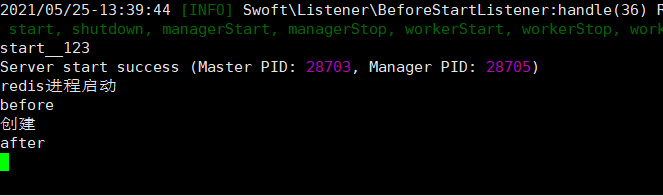 2021/05/25-13:39:44 [INFO] Swoft\Listener\BeforeStartListener:handle(36) R
start, shutdown, managerStart, managerStop, workerStart, workerStop, work
start__123
Server start success (Master PID: 28703, Manager PID: 28705)
redis进程启动
before
创建
after